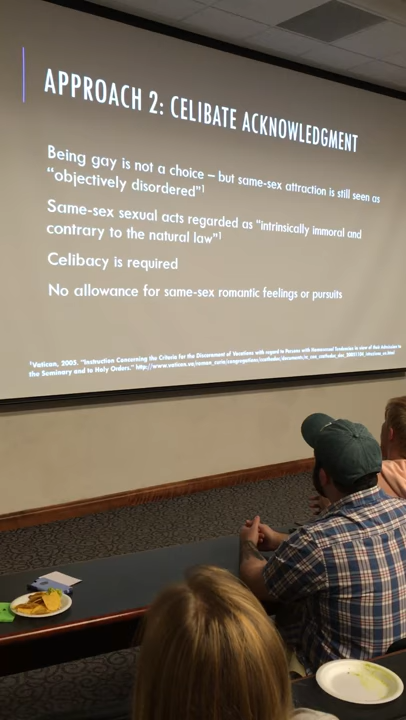 APPROACH 2: CELIBATE ACKNOWLEDGMENT
Being gay is not a choice – but same-sex attraction is still seen as
“objectively disordered”¹
Same-sex sexual acts regarded as “intrinsically immoral and
contrary to the natural law”¹
Celibacy is required
No allowance for same-sex romantic feelings or pursuits
¹Vatican, 2005. “Instruction Concerning the Criteria for the Discernment of Vocations with regard to Persons with Homosexual Tendencies in view of their Admission to
the Seminary and to Holy Orders.”